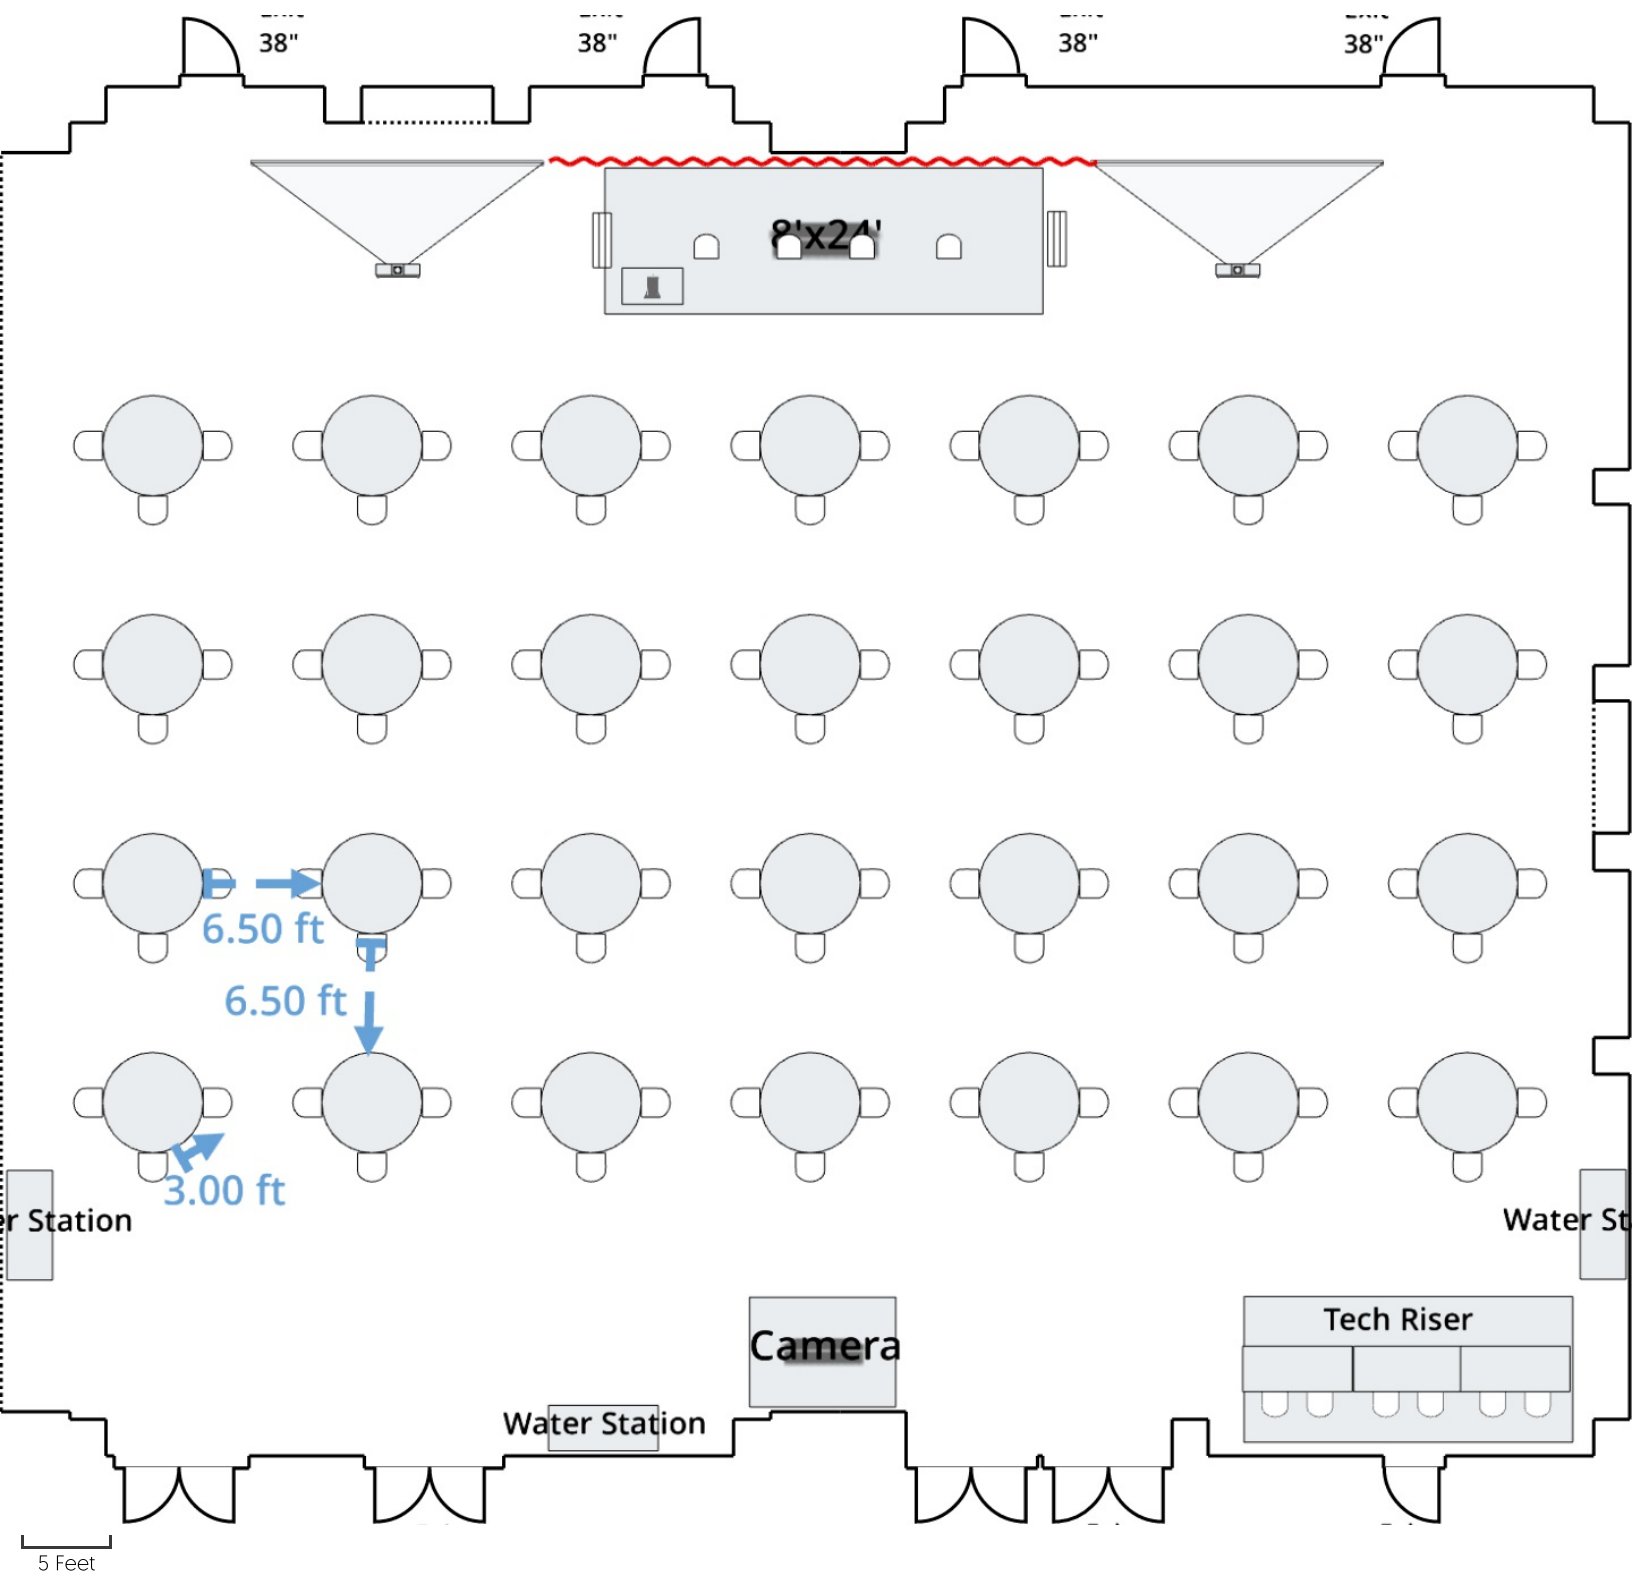 38"
38"
38"
38"
8'x24'
6.50 ft
6.50 ft
3.00 ft
Station
Water
Tech Riser
Camera
Water Station
5 Feet